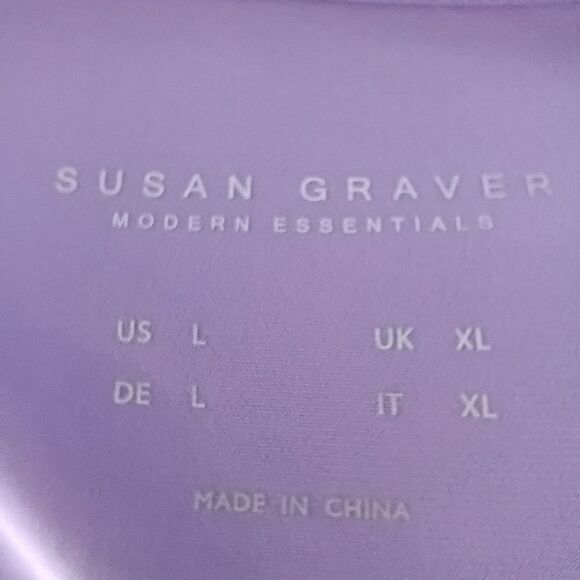 SUSAN GRAVER
MODERN ESSENTIALS
US L UK XL
DE L IT XL
MADE IN CHINA